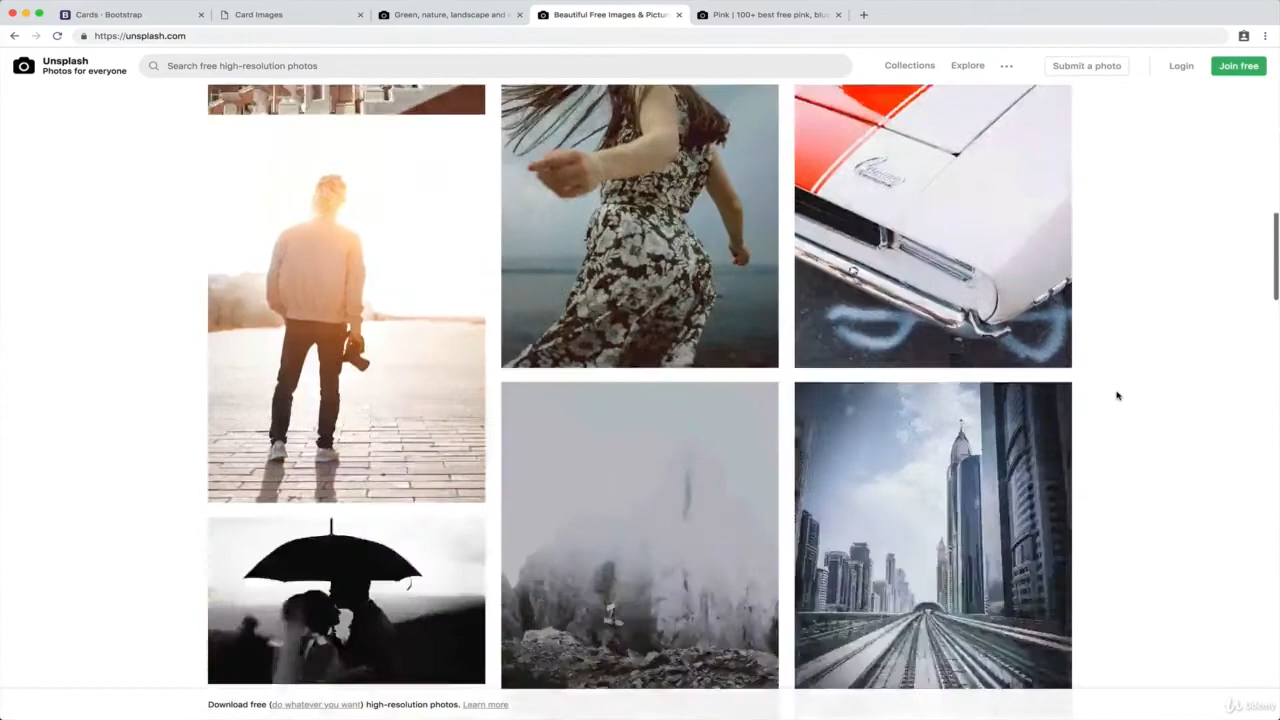 Cards · Bootstrap
Card Images
Green, nature, landscape and
Beautiful Free Images & Pictur
Pink | 100+ best free pink, blu
https://unsplash.com
Unsplash
Photos for everyone
Search free high-resolution photos
Collections
Explore
Submit a photo
Login
Join free
Download free (do whatever you want) high-resolution photos. Learn more
Udemy